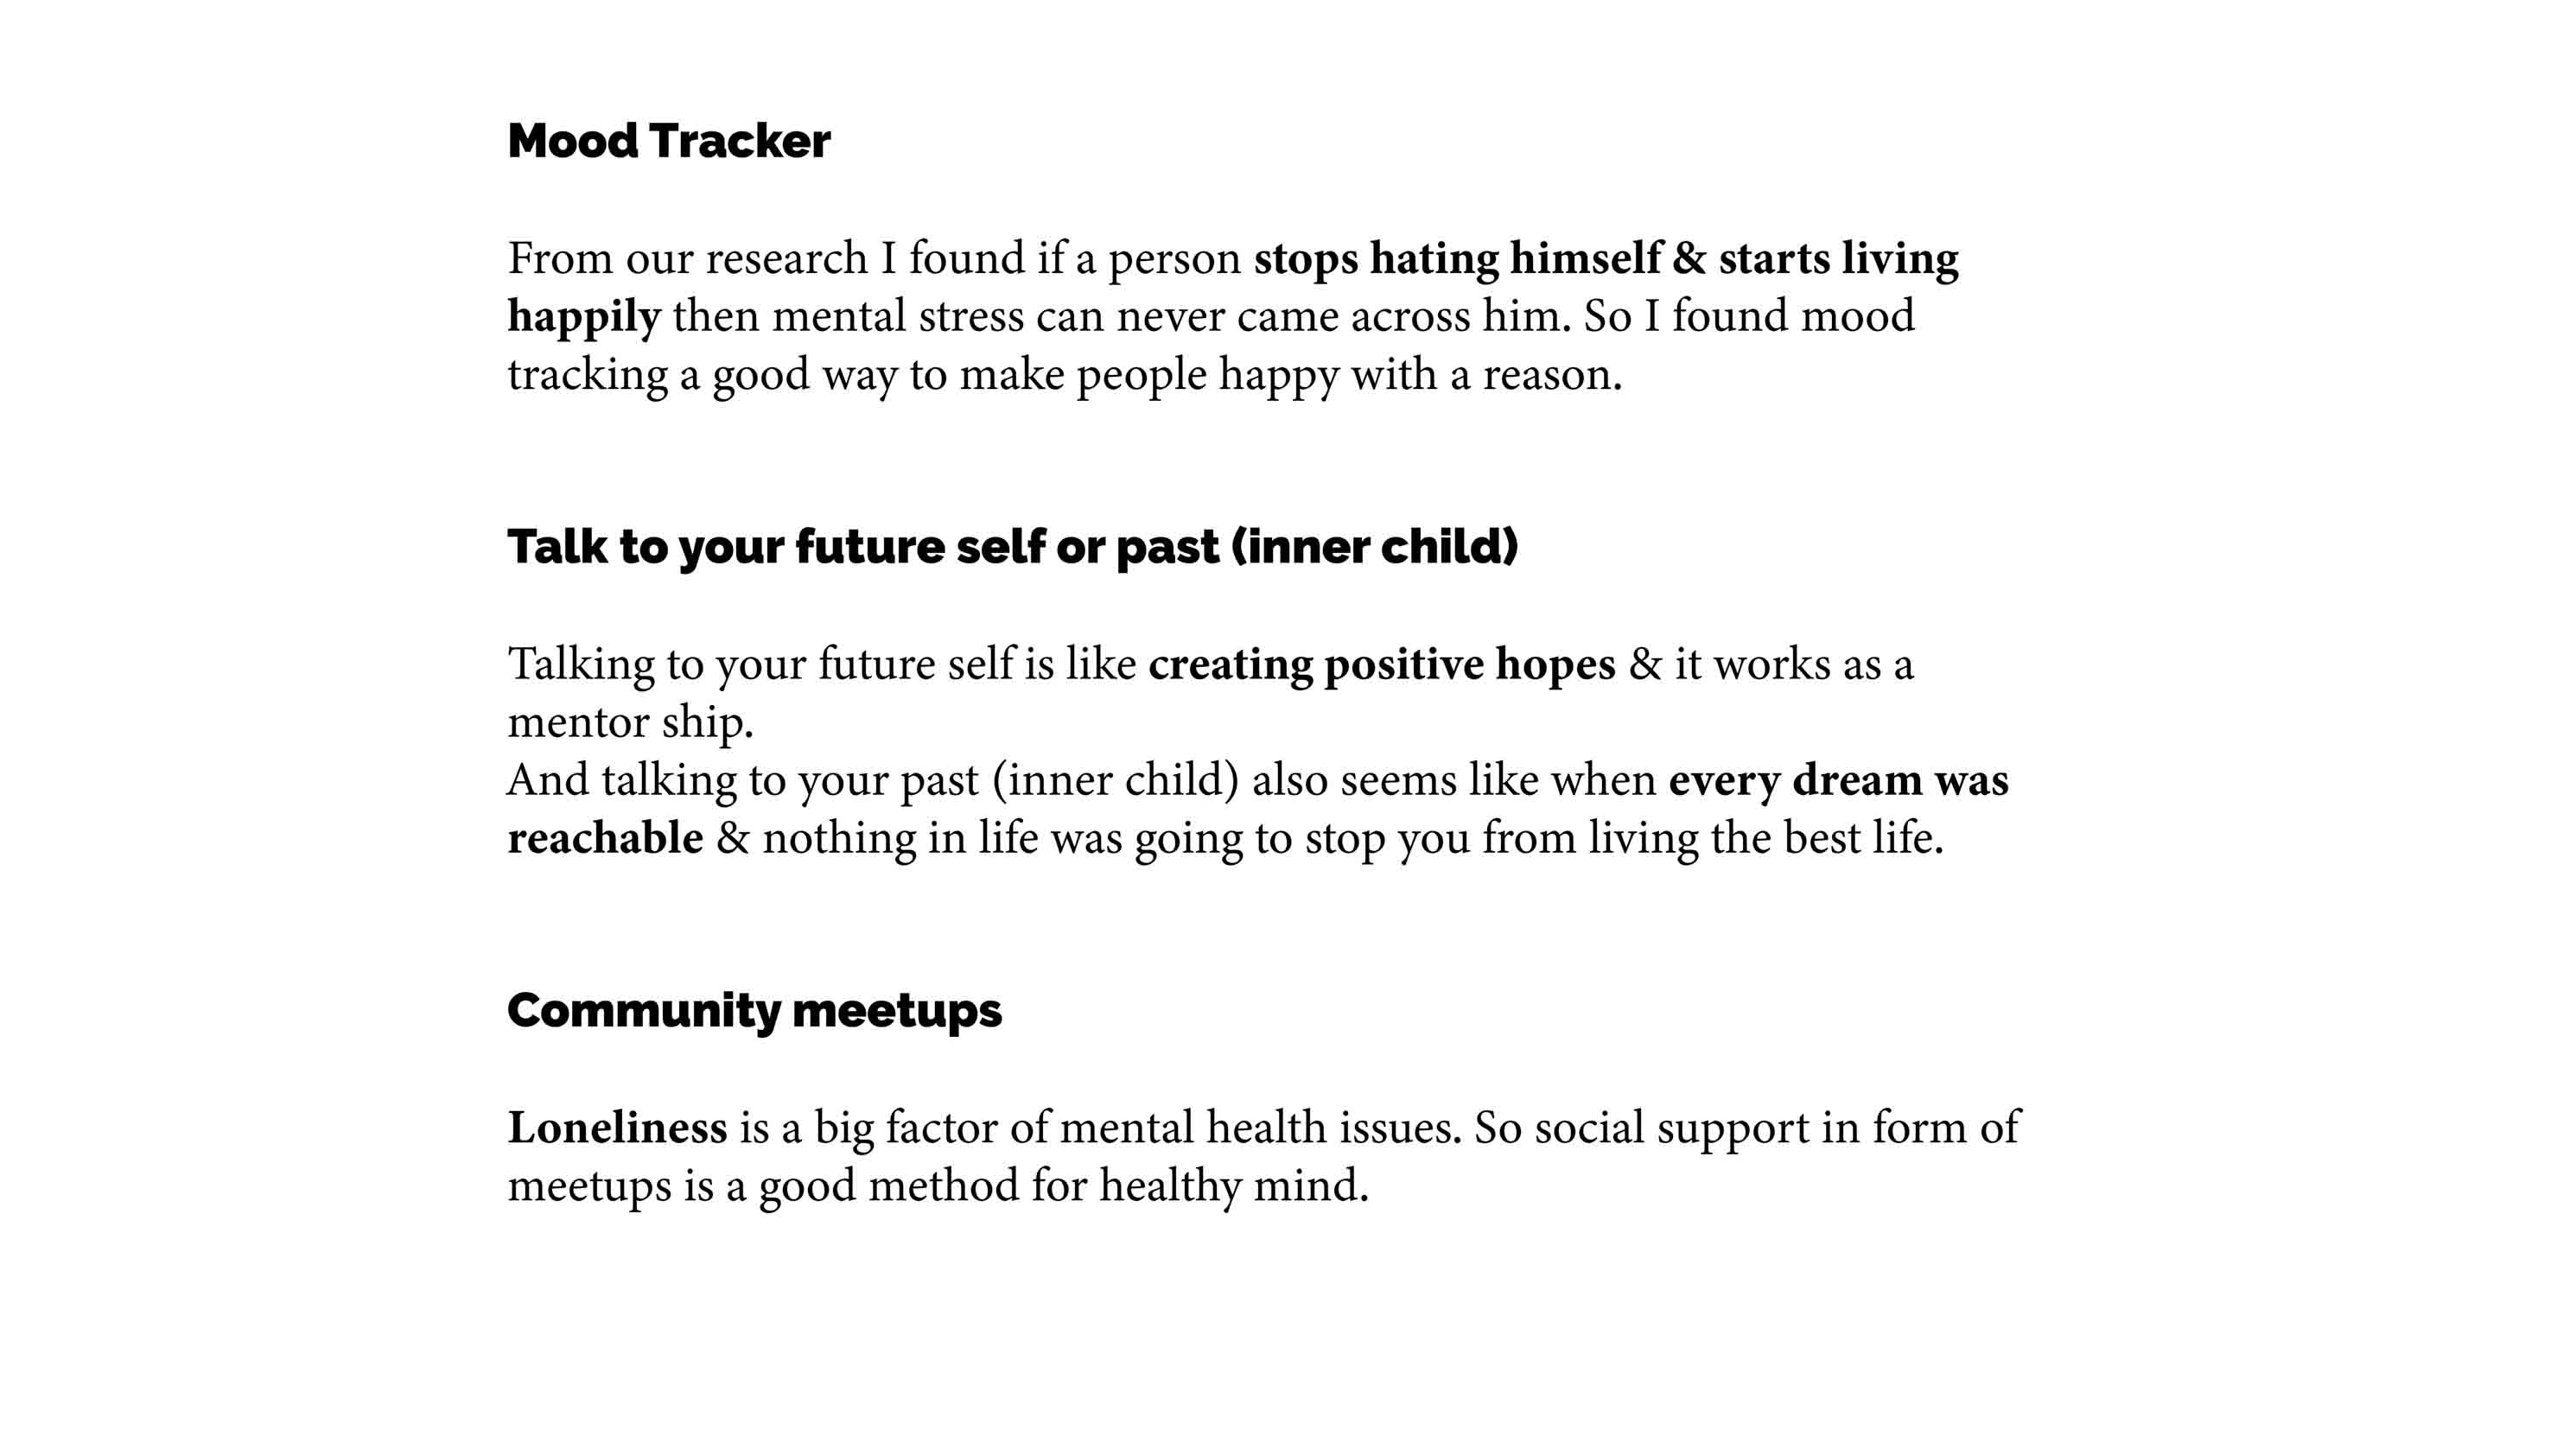 Mood Tracker
From our research I found if a person stops hating himself & starts living
happily then mental stress can never came across him. So I found mood
tracking a good way to make people happy with a reason.
Talk to your future self or past (inner child)
Talking to your future self is like creating positive hopes & it works as a
mentor ship.
And talking to your past (inner child) also seems like when every dream was
reachable & nothing in life was going to stop you from living the best life.
Community meetups
Loneliness is a big factor of mental health issues. So social support in form of
meetups is a good method for healthy mind.